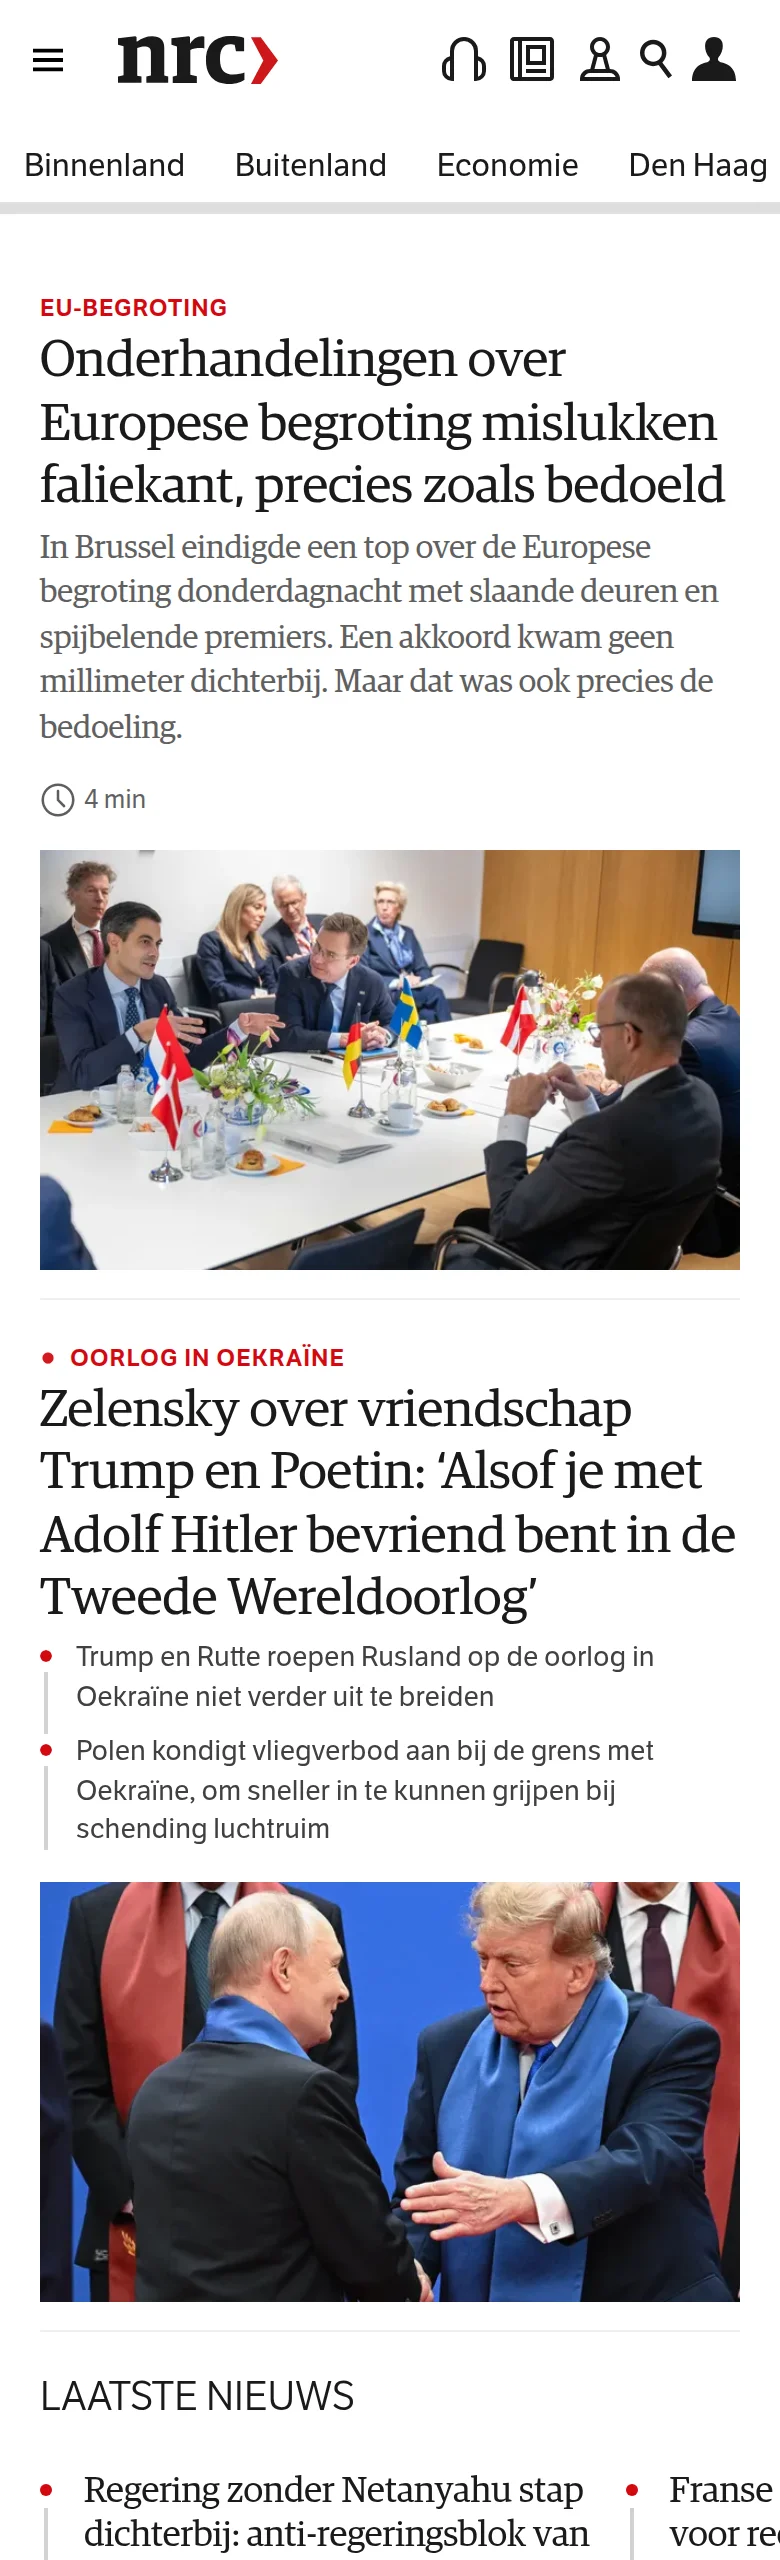 nrc
Binnenland Buitenland Economie Den Haag
EU-BEGROTING
Onderhandelingen over
Europese begroting mislukken
faliekant, precies zoals bedoeld
In Brussel eindigde een top over de Europese
begroting donderdagnacht met slaande deuren en
spijbelende premiers. Een akkoord kwam geen
millimeter dichterbij. Maar dat was ook precies de
bedoeling.
4 min
OORLOG IN OEKRAÏNE
Zelensky over vriendschap
Trump en Poetin: ‘Alsof je met
Adolf Hitler bevriend bent in de
Tweede Wereldoorlog’
Trump en Rutte roepen Rusland op de oorlog in
Oekraïne niet verder uit te breiden
Polen kondigt vliegverbod aan bij de grens met
Oekraïne, om sneller in te kunnen grijpen bij
schending luchtruim
LAATSTE NIEUWS
Regering zonder Netanyahu stap
dichterbij: anti-regeringsblok van
Franse
voor